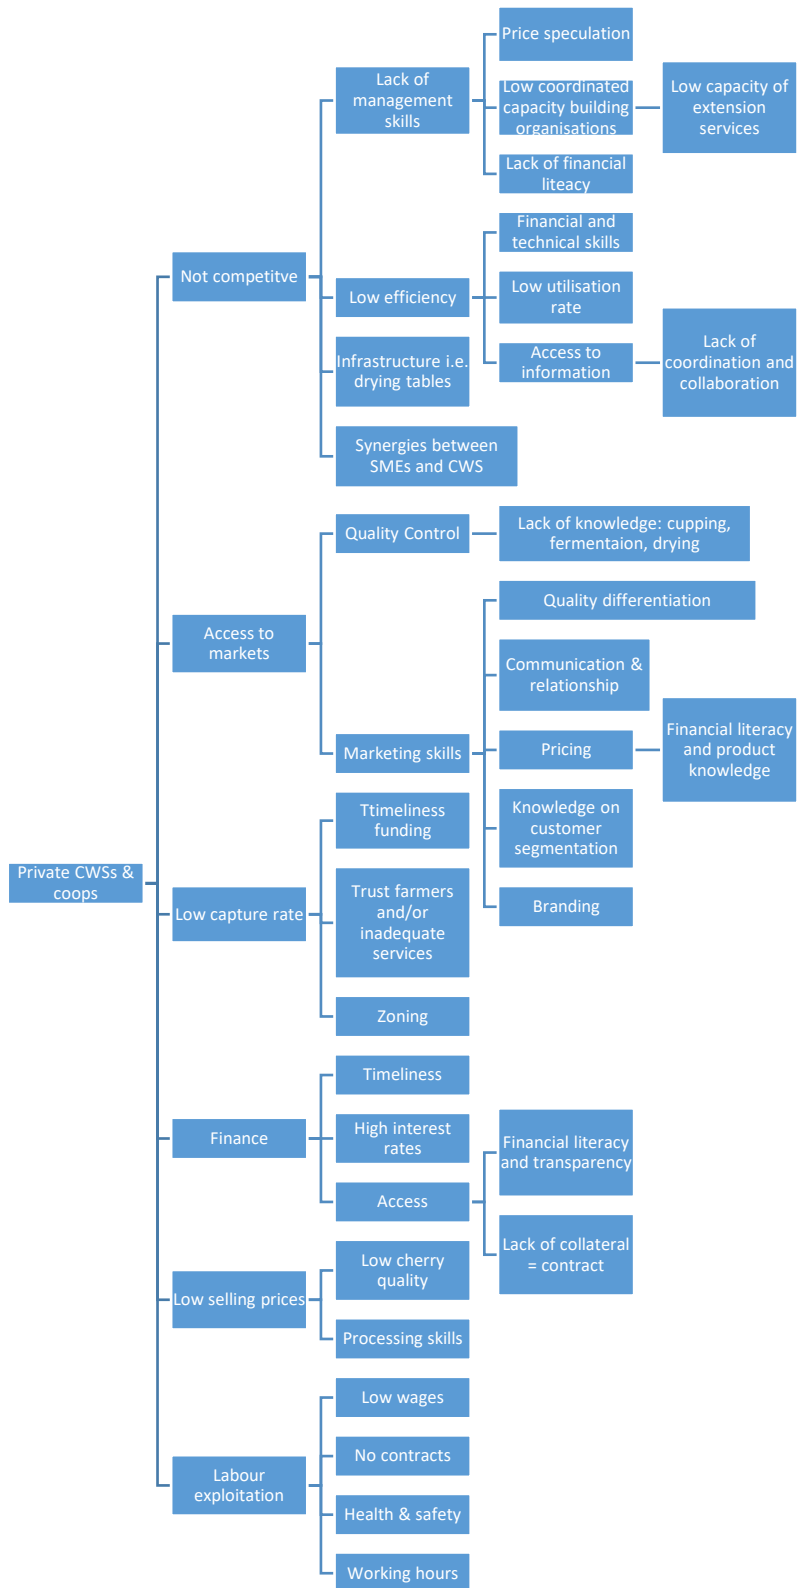 Private CWSs &
coops
Not competitve
Lack of
management
skills
Price speculation
Low coordinated
capacity building
organisations
Low capacity of
extension
services
Lack of financial
liteacy
Low efficiency
Financial and
technical skills
Low utilisation
rate
Access to
information
Lack of
coordination and
collaboration
Infrastructure i.e.
drying tables
Synergies between
SMEs and CWS
Access to
markets
Quality Control
Lack of knowledge: cupping,
fermentaion, drying
Marketing skills
Quality differentiation
Communication &
relationship
Pricing
Financial literacy
and product
knowledge
Knowledge on
customer
segmentation
Branding
Low capture rate
Ttimeliness
funding
Trust farmers
and/or
inadequate
services
Zoning
Finance
Timeliness
High interest
rates
Access
Financial literacy
and transparency
Lack of collateral
= contract
Low selling prices
Low cherry
quality
Processing skills
Labour
exploitation
Low wages
No contracts
Health & safety
Working hours